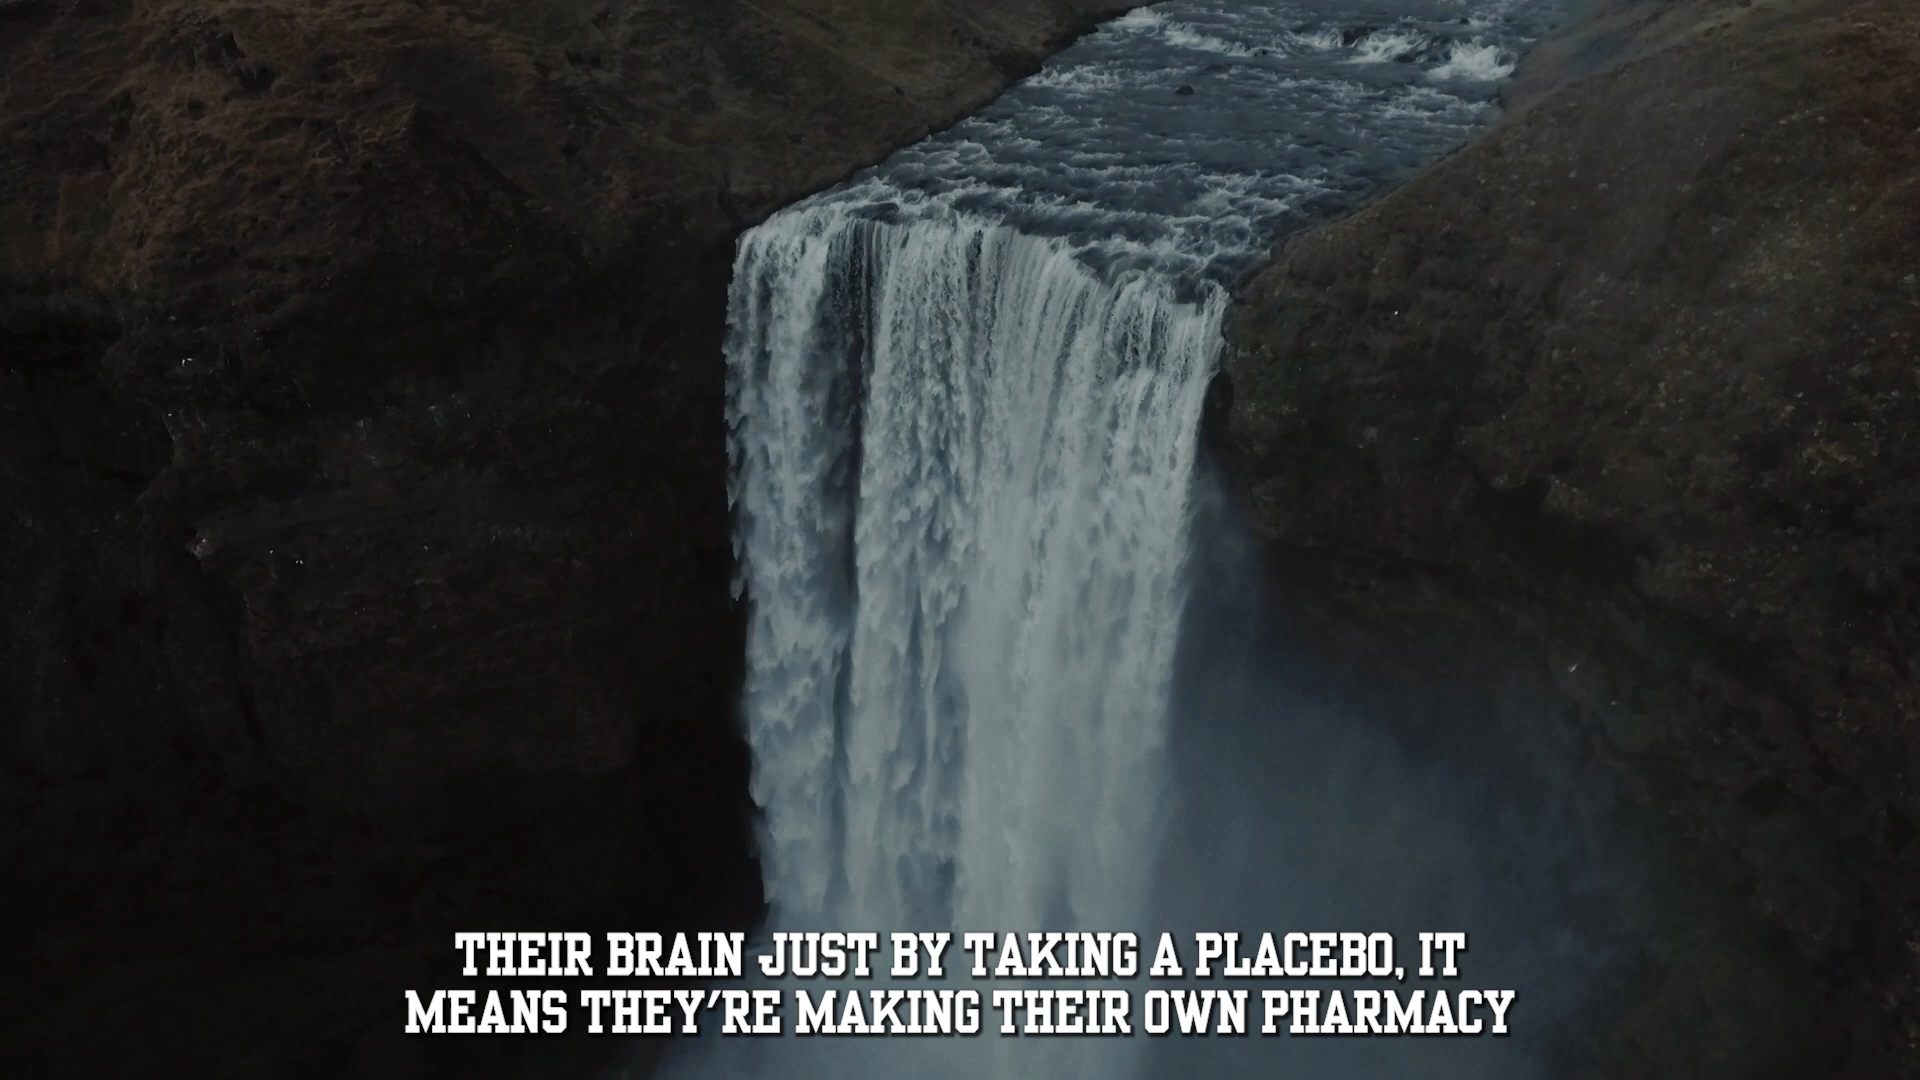 THEIR BRAIN JUST BY TAKING A PLACEBO, IT
MEANS THEY'RE MAKING THEIR OWN PHARMACY